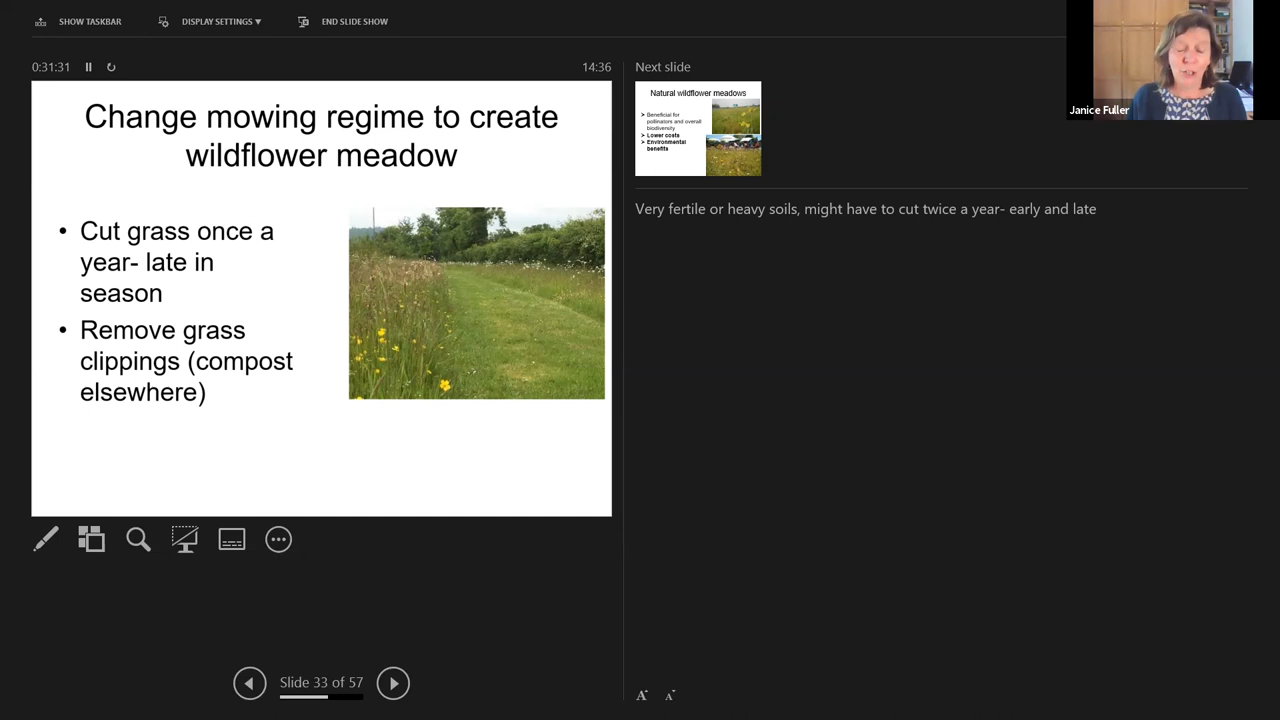 SHOW TASKBAR
DISPLAY SETTINGS ▼
END SLIDE SHOW
0:31:31
14:36
Change mowing regime to create
wildflower meadow
• Cut grass once a
year- late in
season
• Remove grass
clippings (compost
elsewhere)
Slide 33 of 57
Next slide
Natural wildflower meadows
➢ Beneficial for
pollinators and overall
biodiversity
➢ Lower costs
➢ Environmental
benefits
Very fertile or heavy soils, might have to cut twice a year- early and late
A
A
Janice Fuller